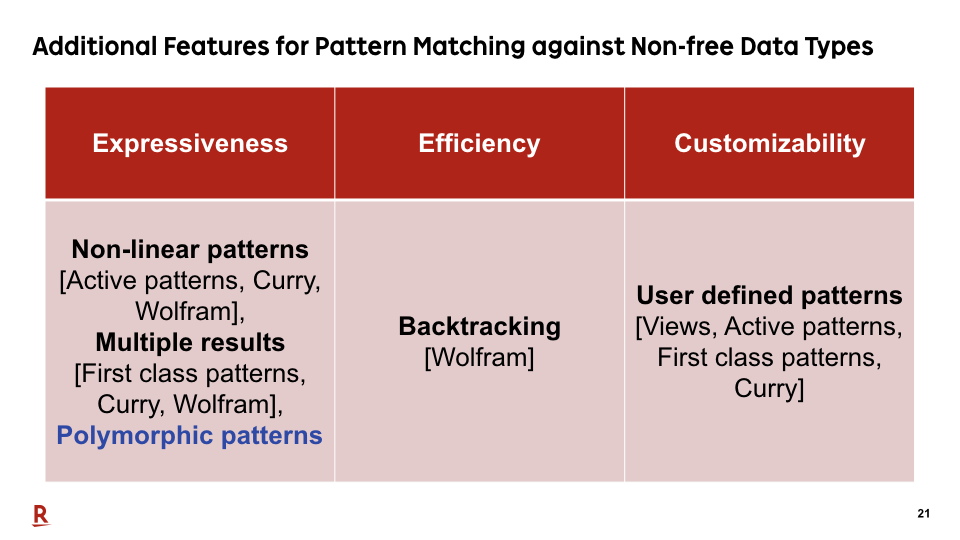 Additional Features for Pattern Matching against Non-free Data Types
Expressiveness
Efficiency
Customizability
Non-linear patterns
[Active patterns, Curry,
Wolfram],
Multiple results
[First class patterns,
Curry, Wolfram],
Polymorphic patterns
Backtracking
[Wolfram]
User defined patterns
[Views, Active patterns,
First class patterns,
Curry]
R
21